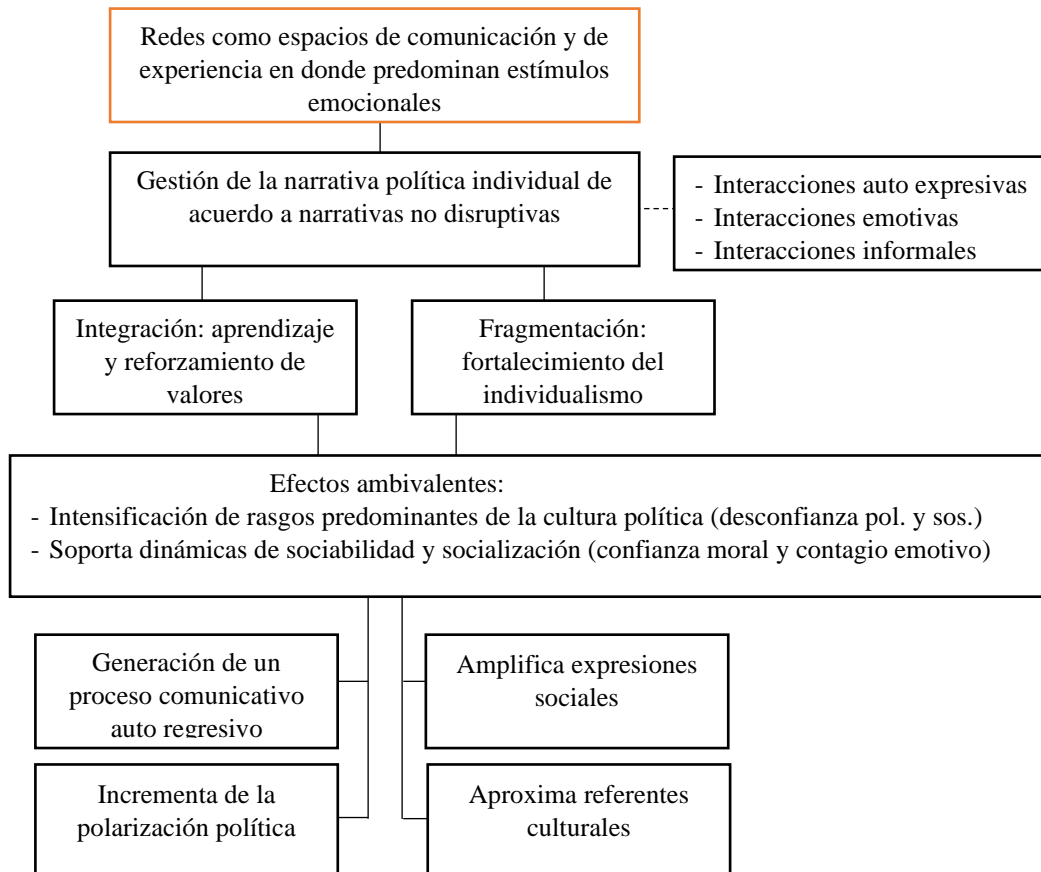 Redes como espacios de comunicación y de
experiencia en donde predominan estímulos
emocionales
Gestión de la narrativa política individual de
acuerdo a narrativas no disruptivas
- Interacciones auto expresivas
- Interacciones emotivas
- Interacciones informales
Integración: aprendizaje
y reforzamiento de
valores
Fragmentación:
fortalecimiento del
individualismo
Efectos ambivalentes:
- Intensificación de rasgos predominantes de la cultura política (desconfianza pol. y sos.)
- Soporta dinámicas de sociabilidad y socialización (confianza moral y contagio emotivo)
Generación de un
proceso comunicativo
auto regresivo
Amplifica expresiones
sociales
Incrementa de la
polarización política
Aproxima referentes
culturales